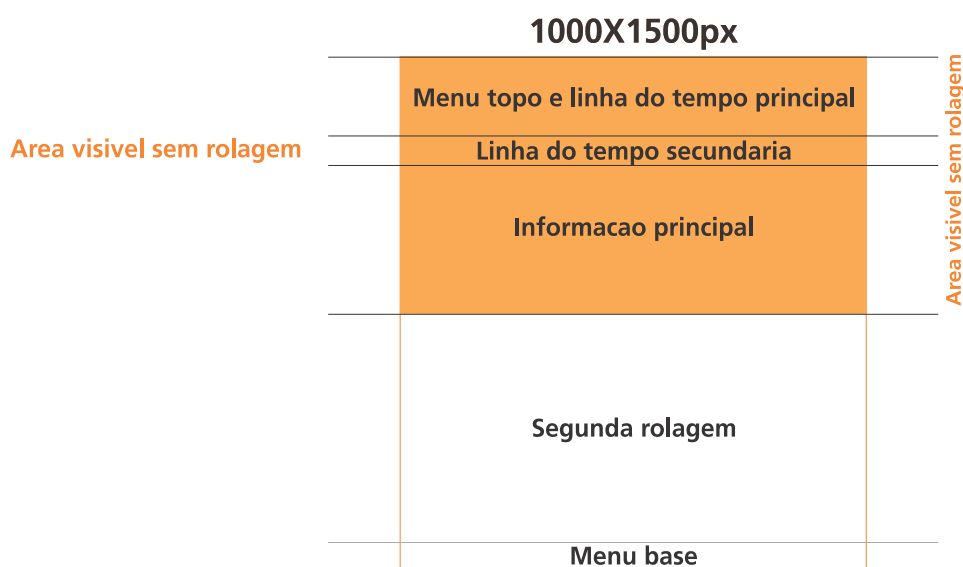 1000X1500px
Menu topo e linha do tempo principal
Area visivel sem rolagem
Linha do tempo secundaria
Informacao principal
Area visivel sem rolagem
Segunda rolagem
Menu base